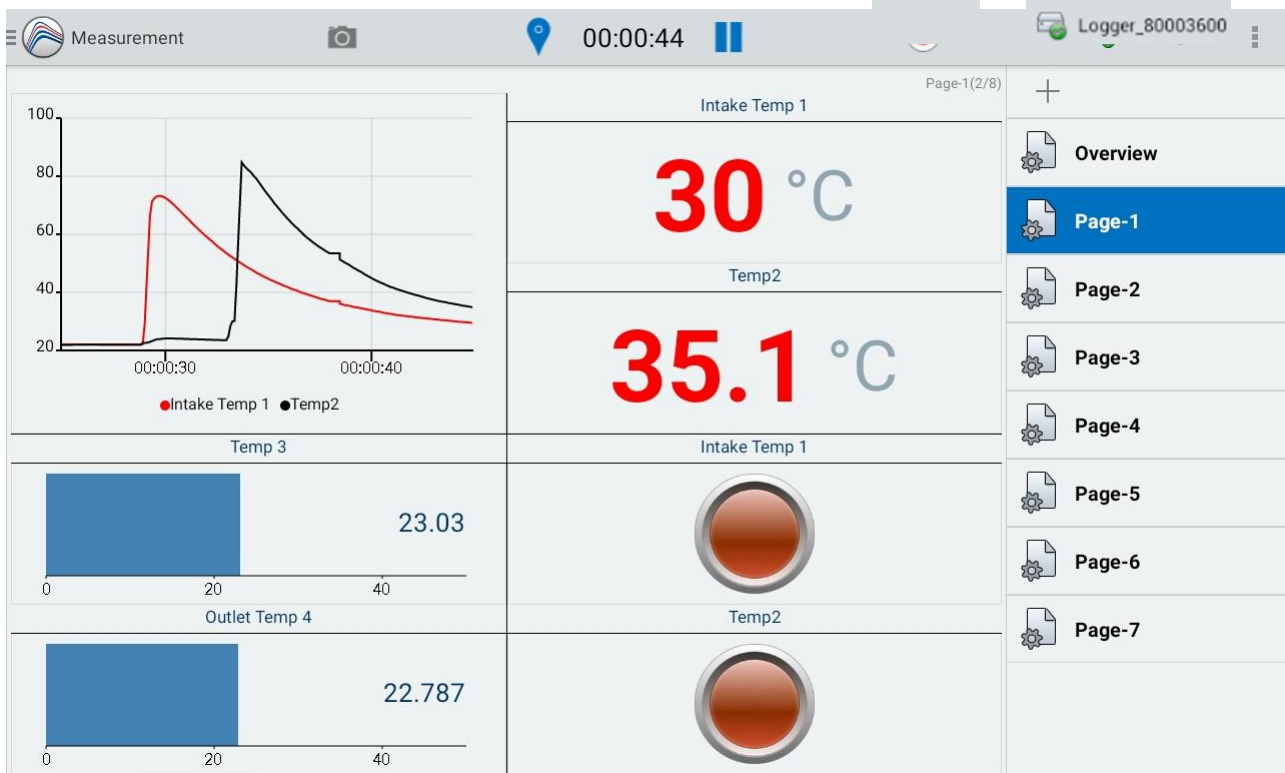 Measurement
00:00:44
Logger_80003600
Page-1(2/8)
100
80
60
40
20
00:00:30
00:00:40
Intake Temp 1
Temp2
Intake Temp 1
30 °C
Temp2
35.1 °C
Temp 3
23.03
0
20
40
Intake Temp 1
Outlet Temp 4
22.787
0
20
40
Temp2
Overview
Page-1
Page-2
Page-3
Page-4
Page-5
Page-6
Page-7